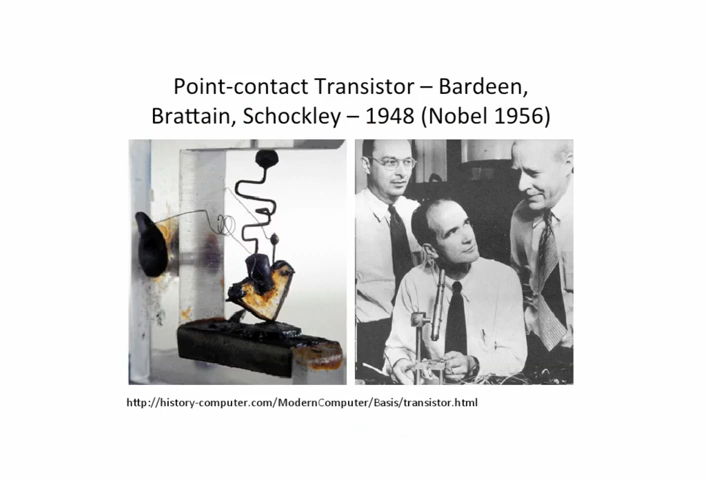 Point-contact Transistor – Bardeen,
Brattain, Schockley – 1948 (Nobel 1956)
http://history-computer.com/ModernComputer/Basis/transistor.html